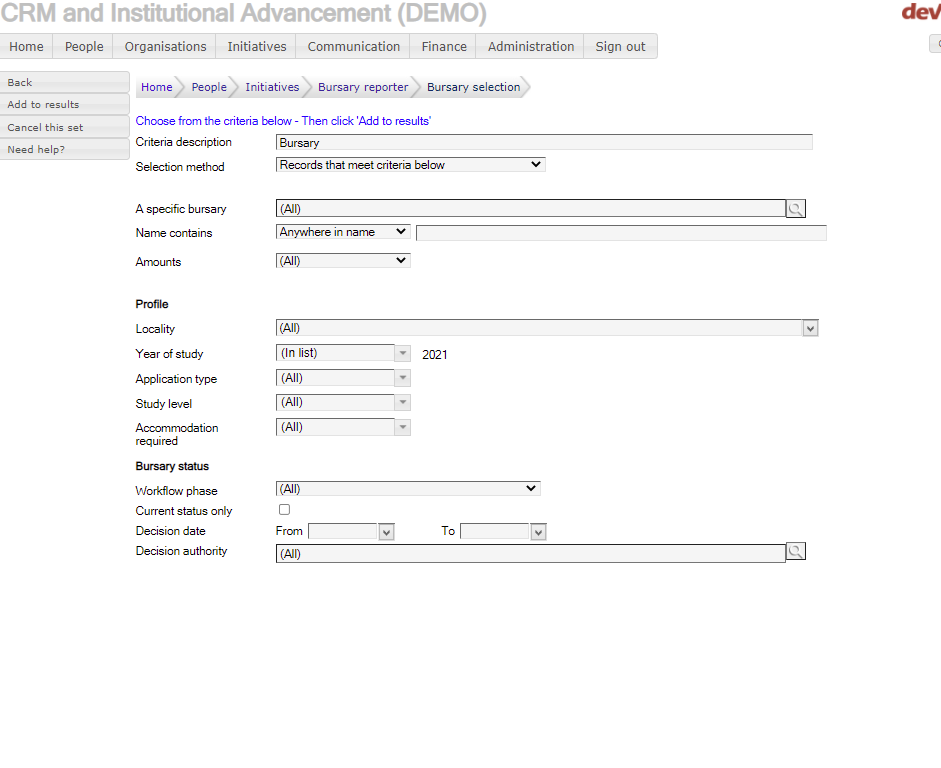 CRM and Institutional Advancement (DEMO)
dev
Home People Organisations Initiatives Communication Finance Administration Sign out
Back
Add to results
Cancel this set
Need help?
Home People Initiatives Bursary reporter Bursary selection
Choose from the criteria below - Then click 'Add to results'
Criteria description Bursary
Selection method Records that meet criteria below
A specific bursary (All)
Name contains Anywhere in name
Amounts (All)
Profile
Locality (All)
Year of study (In list) 2021
Application type (All)
Study level (All)
Accommodation required (All)
Bursary status
Workflow phase (All)
Current status only
Decision date From To
Decision authority (All)